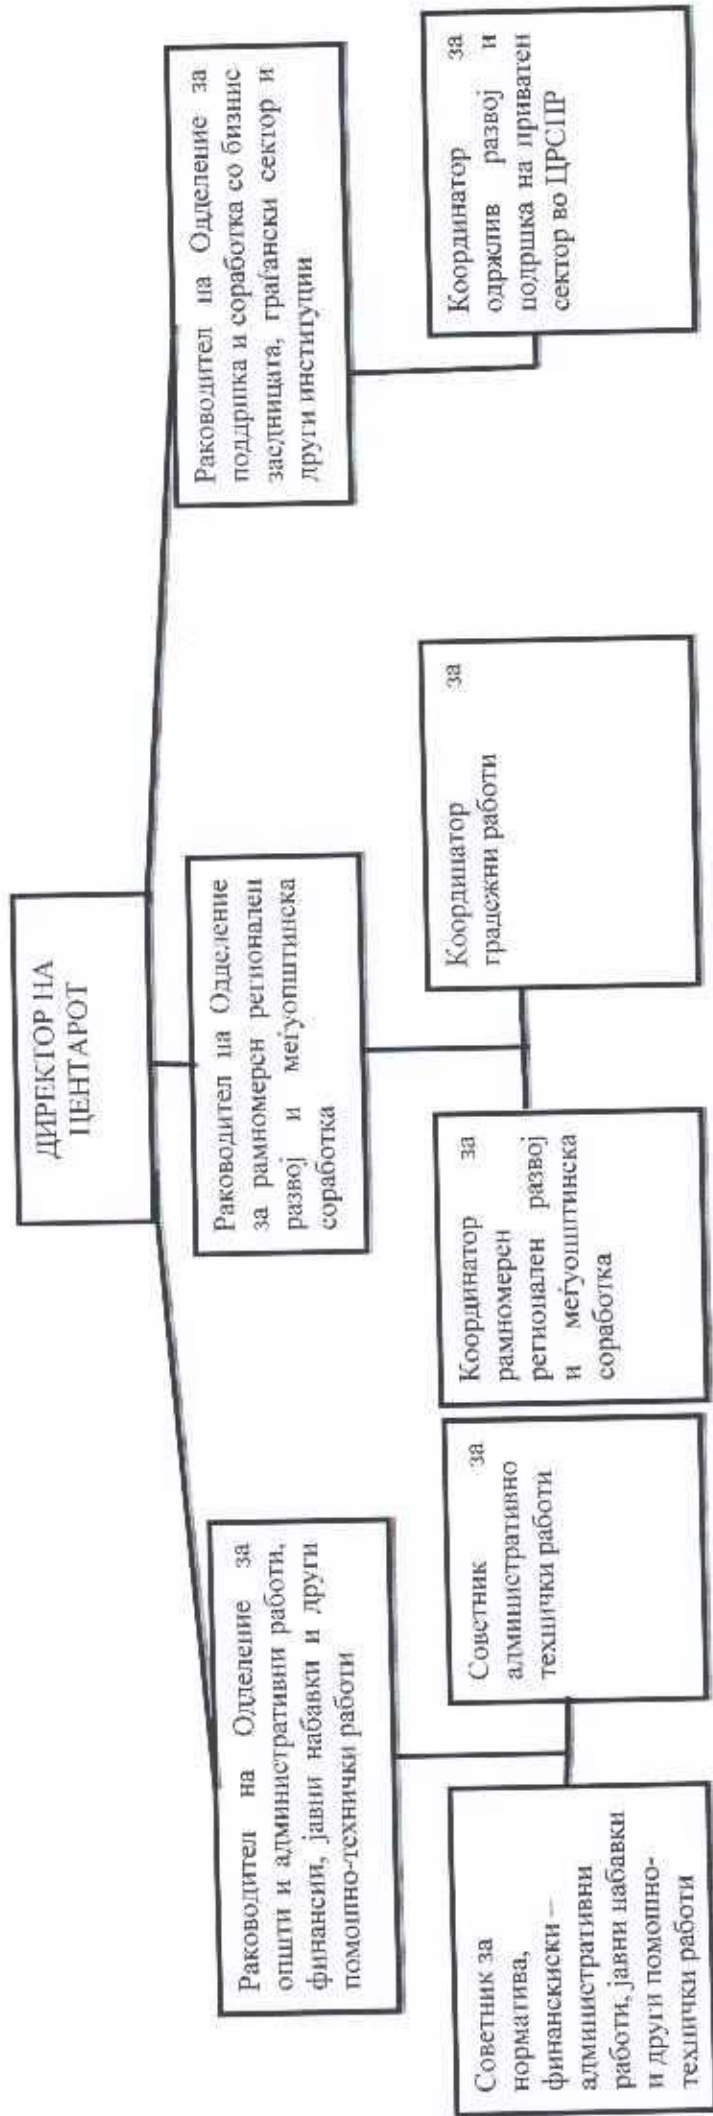 ДИРЕКТОР НА
ЦЕНТАРОТ
Раководител на Одделение за
општи и административни работи,
финансии, јавни набавки и други
помошно-технички работи
Раководител на Одделение
за рамномерен регионален
развој и меѓуопштинска
соработка
Раководител на Одделение за
поддршка и соработка со бизнис
заедницата, граѓански сектор и
други институции
Советник за
норматива,
финансиски –
административни
работи, јавни набавки
и други помошно-
технички работи
Советник за
административно
технички работи
Координатор за
рамномерен
регионален развој
и меѓуопштинска
соработка
Координатор за
градежни работи
Координатор за
одржлив развој и
подршка на приватен
сектор во ЦРСПР